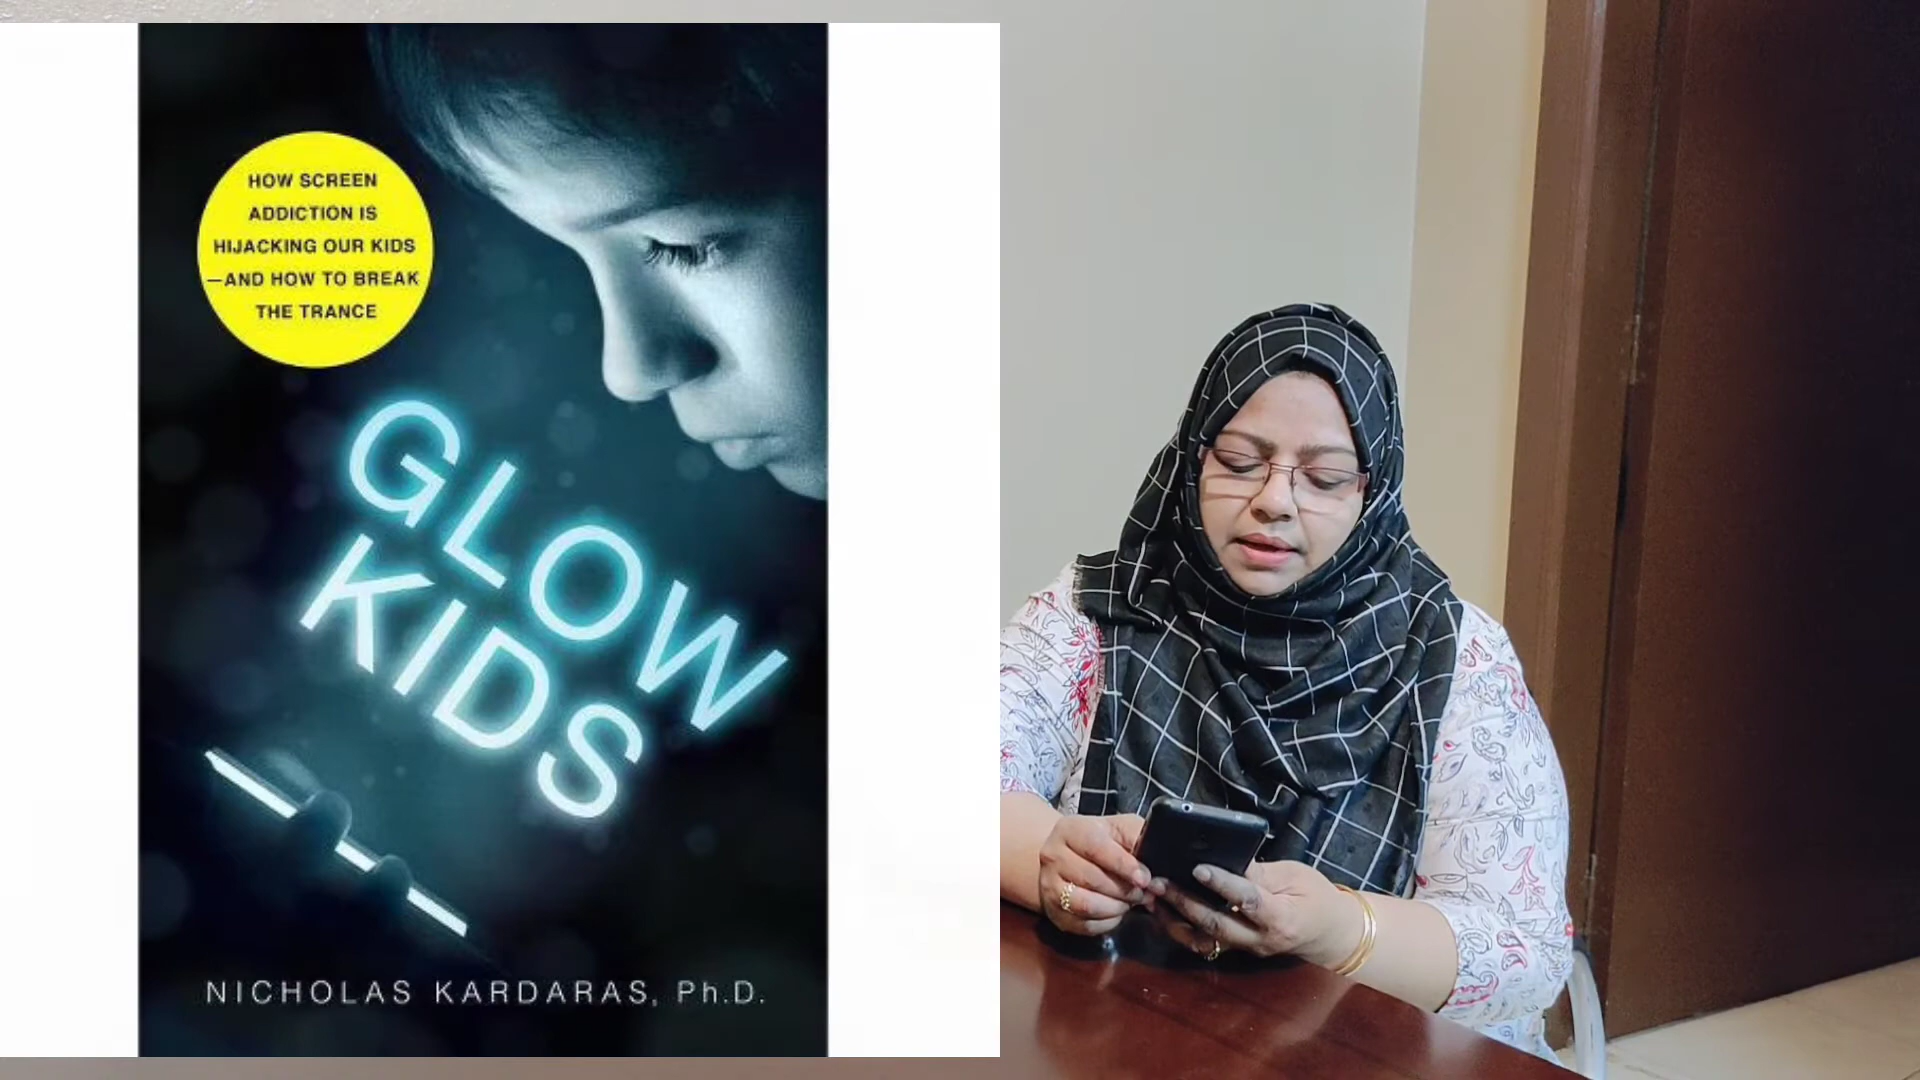 HOW SCREEN
ADDICTION IS
HIJACKING OUR KIDS
—AND HOW TO BREAK
THE TRANCE
GLOW
KIDS
NICHOLAS KARDARAS, Ph.D.